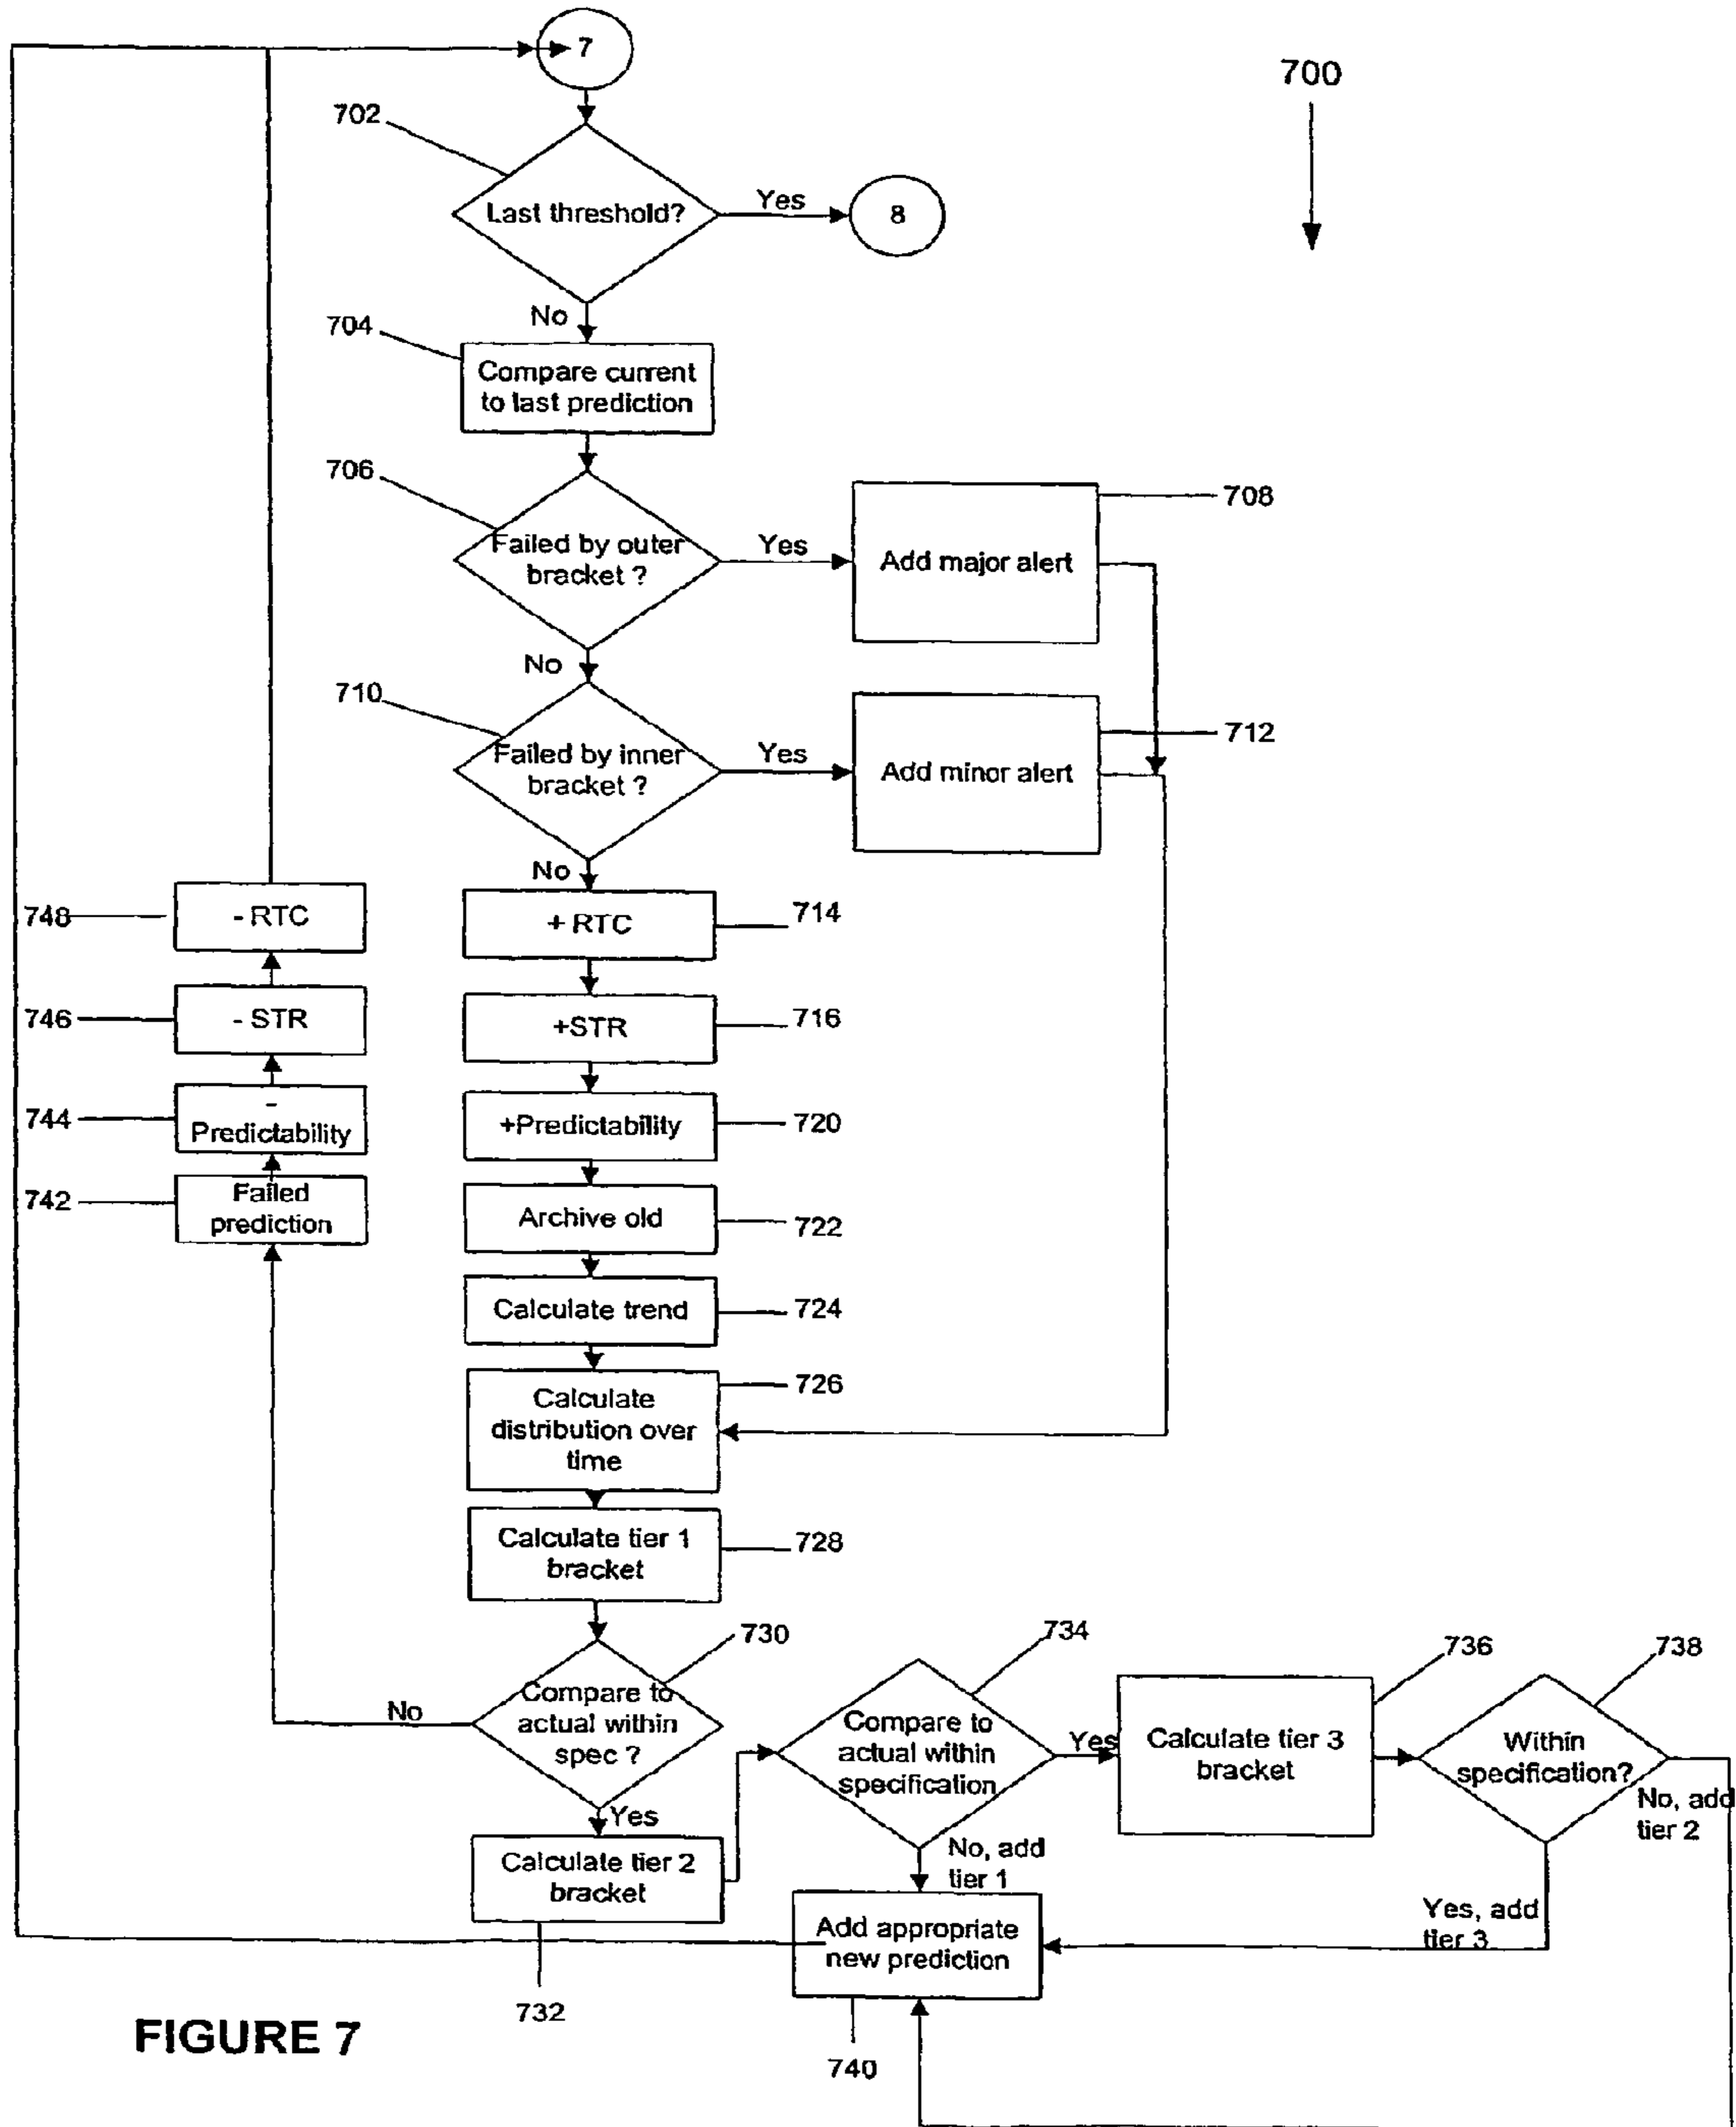 7
700
702
Last threshold?
Yes
8
No
704
Compare current
to last prediction
706
Failed by outer
bracket ?
Yes
708
Add major alert
No
710
Failed by inner
bracket ?
Yes
712
Add minor alert
No
748
- RTC
+ RTC
714
746
- STR
+STR
716
744
-
Predictability
+Predictability
720
742
Failed
prediction
Archive old
722
Calculate trend
724
726
Calculate
distribution over
time
Calculate tier 1
bracket
728
730
Compare to
actual within
spec ?
No
Yes
734
Compare to
actual within
specification
Yes
736
Calculate tier 3
bracket
738
Within
specification?
No, add
tier 2
Calculate tier 2
bracket
732
No, add
tier 1
Yes, add
tier 3
Add appropriate
new prediction
740
FIGURE 7